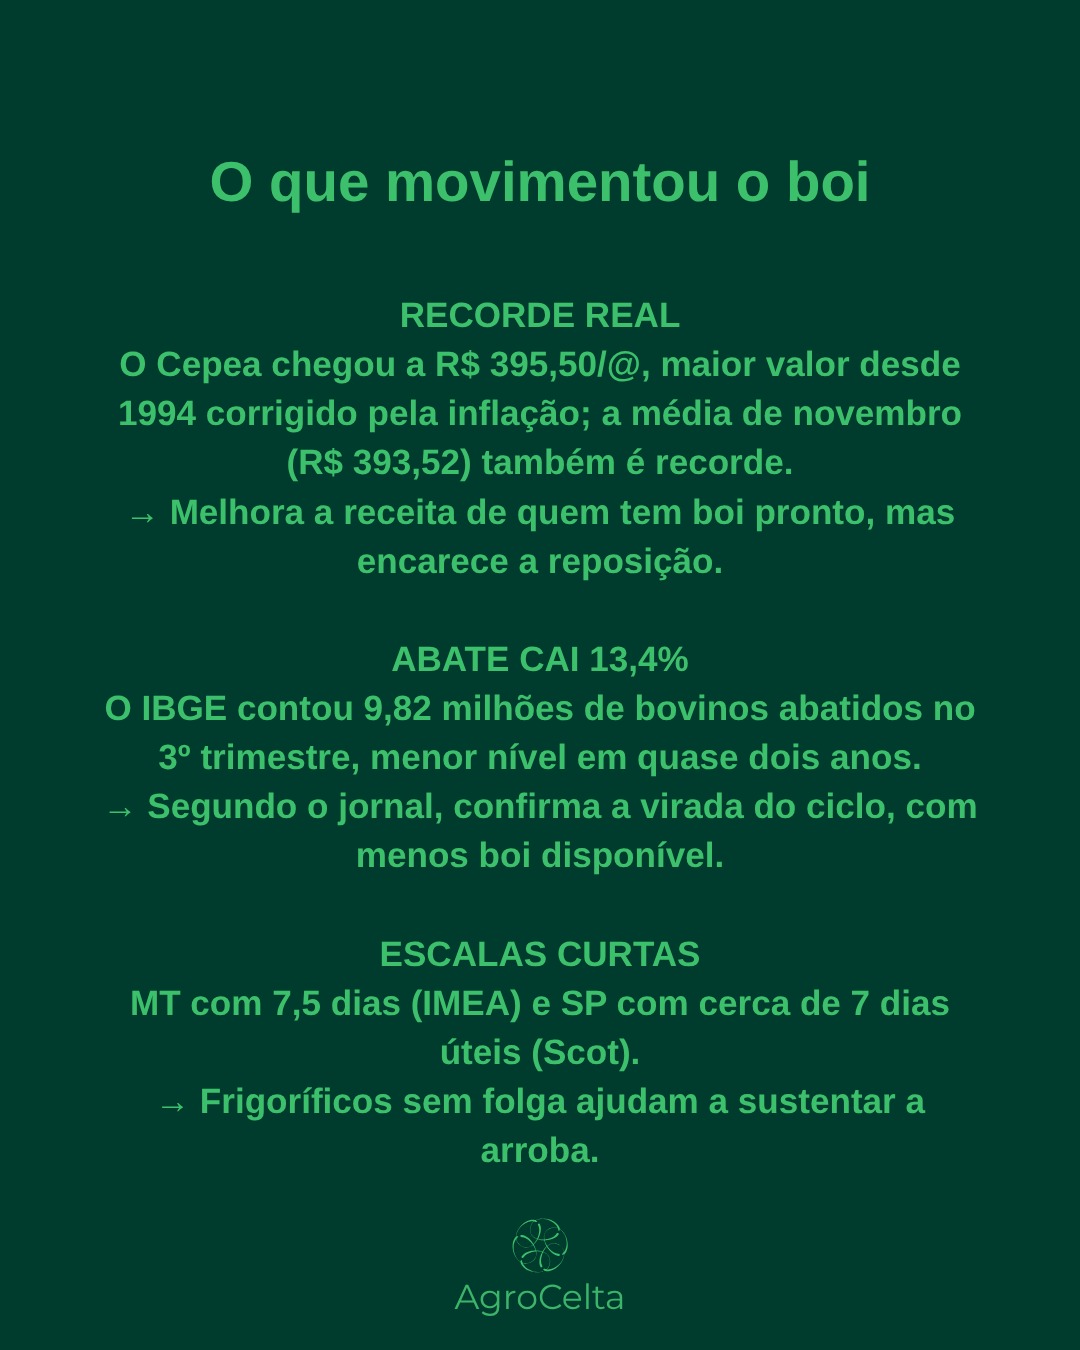 O que movimentou o boi
RECORDE REAL
O Cepea chegou a R$ 395,50/@, maior valor desde
1994 corrigido pela inflação; a média de novembro
(R$ 393,52) também é recorde.
→ Melhora a receita de quem tem boi pronto, mas
encarece a reposição.
ABATE CAI 13,4%
O IBGE contou 9,82 milhões de bovinos abatidos no
3º trimestre, menor nível em quase dois anos.
→ Segundo o jornal, confirma a virada do ciclo, com
menos boi disponível.
ESCALAS CURTAS
MT com 7,5 dias (IMEA) e SP com cerca de 7 dias
úteis (Scot).
→ Frigoríficos sem folga ajudam a sustentar a
arroba.
AgroCelta